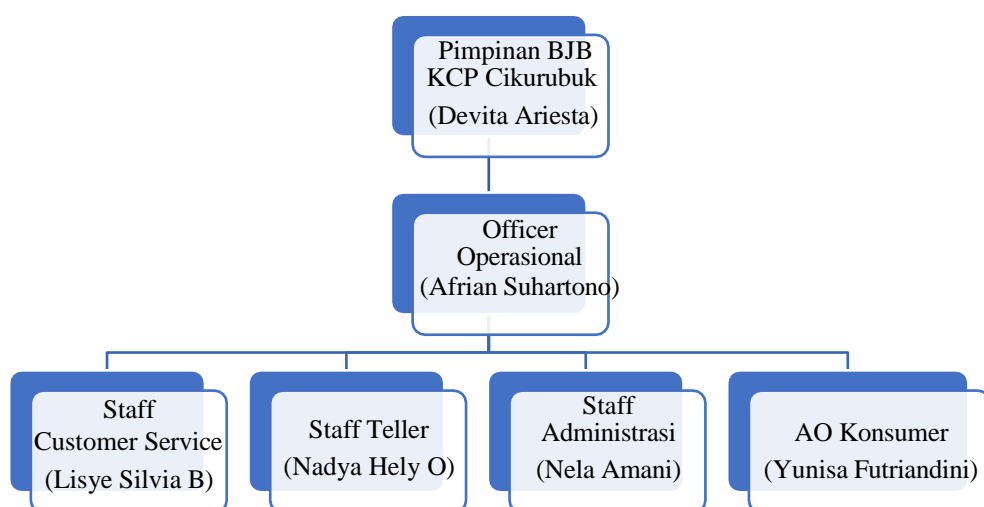 Pimpinan BJB
KCP Cikurubuk
(Devita Ariesta)
Officer
Operasional
(Afrian Suhartono)
Staff
Customer Service
(Lisye Silvia B)
Staff Teller
(Nadya Hely O)
Staff
Administrasi
(Nela Amani)
AO Konsumer
(Yunisa Futriandini)